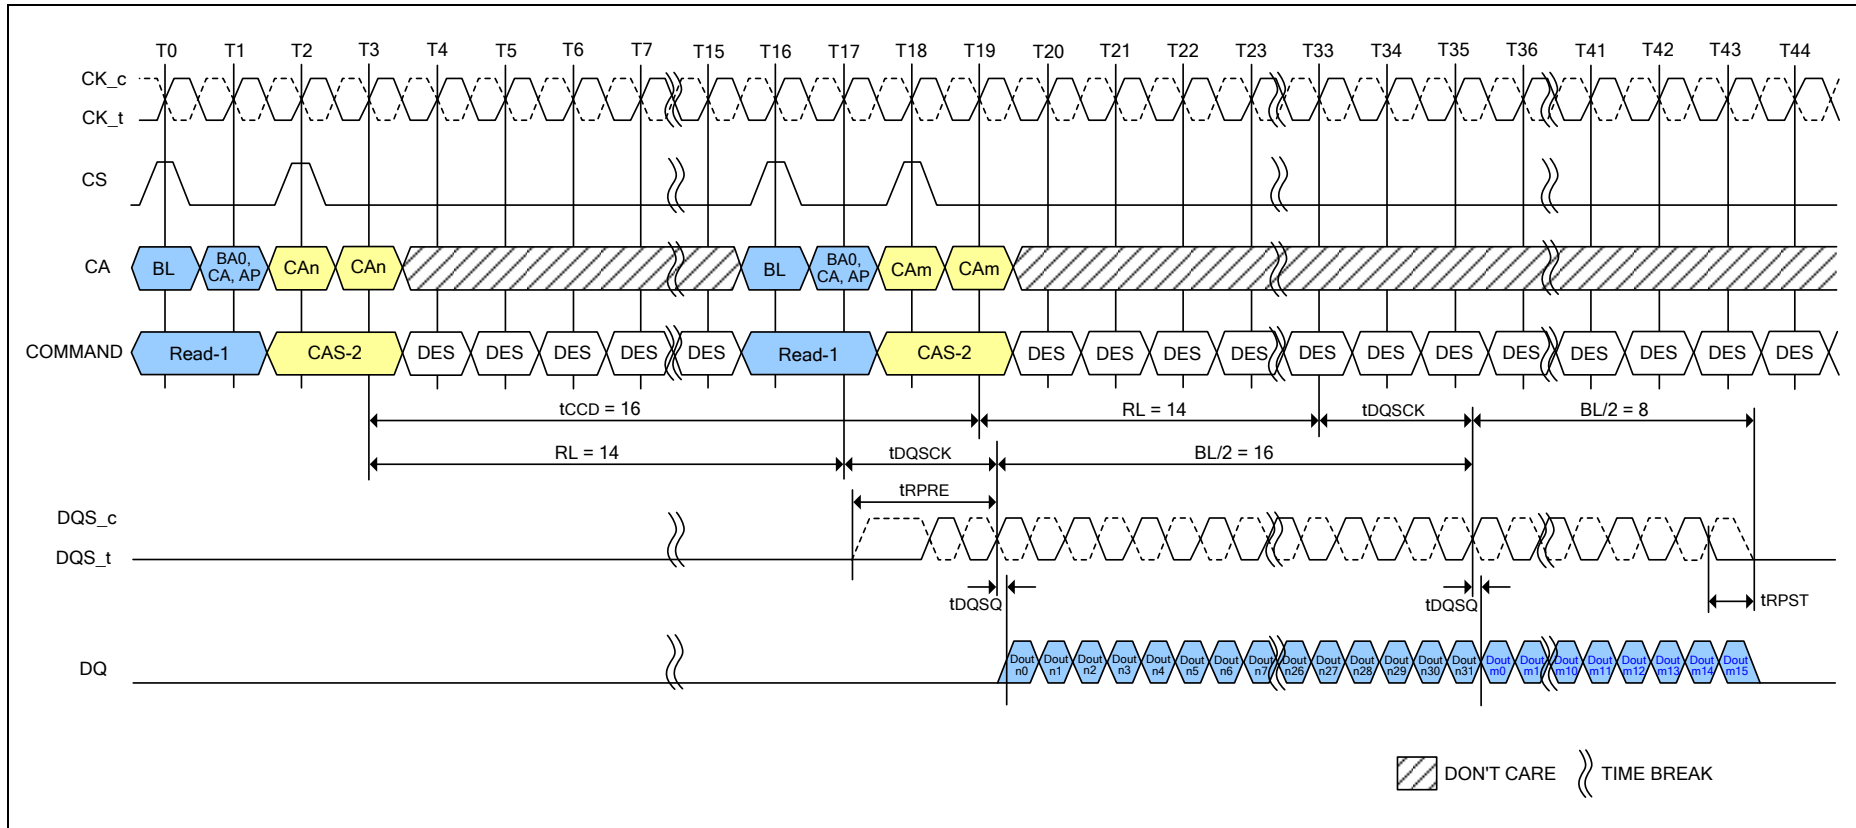 T0 T1 T2 T3 T4 T5 T6 T7 T15 T16 T17 T18 T19 T20 T21 T22 T23 T33 T34 T35 T36 T41 T42 T43 T44
CK_c
CK_t
CS
CA BL BA0, CA, AP CAn CAn BL BA0, CA, AP CAm CAm
COMMAND Read-1 CAS-2 DES DES DES DES DES Read-1 CAS-2 DES DES DES DES DES DES DES DES DES DES DES DES
tCCD = 16 RL = 14 tDQSCK BL/2 = 8
RL = 14 tDQSCK BL/2 = 16
tRPRE
DQS_c
DQS_t
tDQSQ tDQSQ tRPST
DQ Dout n0 Dout n1 Dout n2 Dout n3 Dout n4 Dout n5 Dout n6 Dout n7 Dout n26 Dout n27 Dout n28 Dout n29 Dout n30 Dout n31 Dout m0 Dout m1 Dout m10 Dout m11 Dout m12 Dout m13 Dout m14 Dout m15
DON'T CARE TIME BREAK